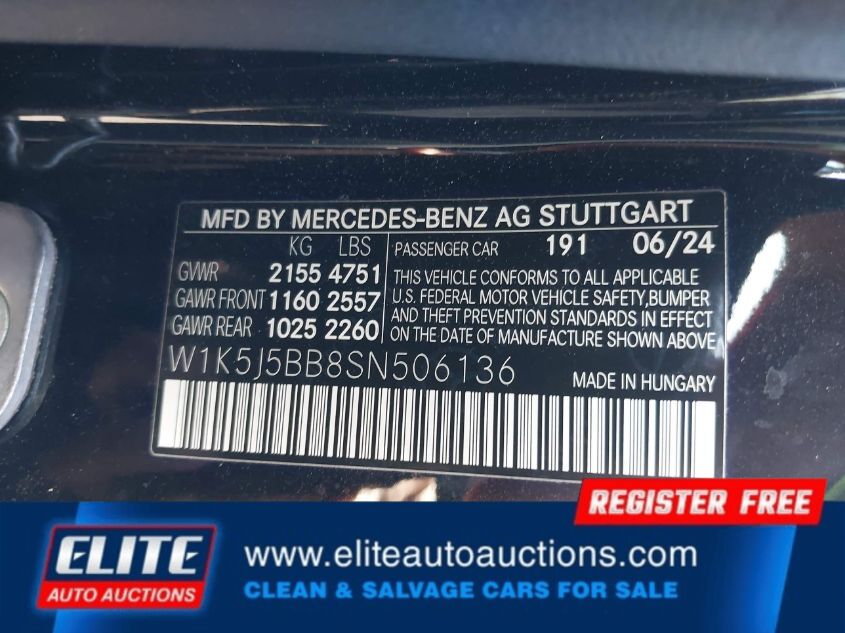 MFD BY MERCEDES-BENZ AG STUTTGART
KG LBS
GVWR 2155 4751
GAWR FRONT 1160 2557
GAWR REAR 1025 2260
PASSENGER CAR 191 06/24
THIS VEHICLE CONFORMS TO ALL APPLICABLE
U.S. FEDERAL MOTOR VEHICLE SAFETY,BUMPER
AND THEFT PREVENTION STANDARDS IN EFFECT
ON THE DATE OF MANUFACTURE SHOWN ABOVE.
W1K5J5BB8SN506136
MADE IN HUNGARY
REGISTER FREE
ELITE
AUTO AUCTIONS
www.eliteautoauctions.com
CLEAN & SALVAGE CARS FOR SALE